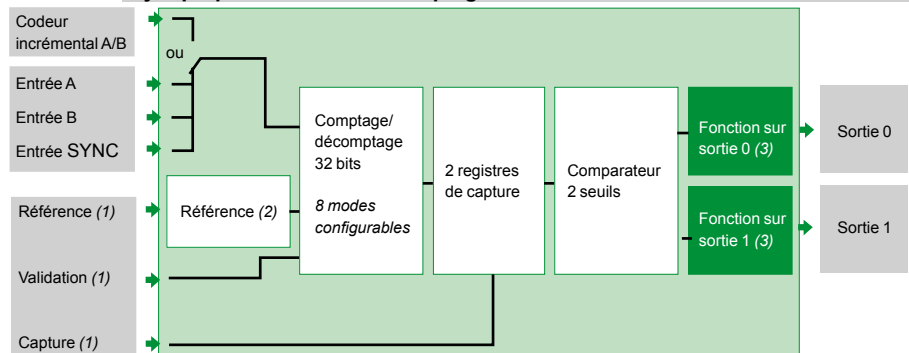 Codeur
incrémental A/B
ou
Entrée A
Entrée B
Entrée SYNC
Référence (1)
Validation (1)
Capture (1)
Référence (2)
Comptage/
décomptage
32 bits
8 modes
configurables
2 registres
de capture
Comparateur
2 seuils
Fonction sur
sortie 0 (3)
Fonction sur
sortie 1 (3)
Sortie 0
Sortie 1